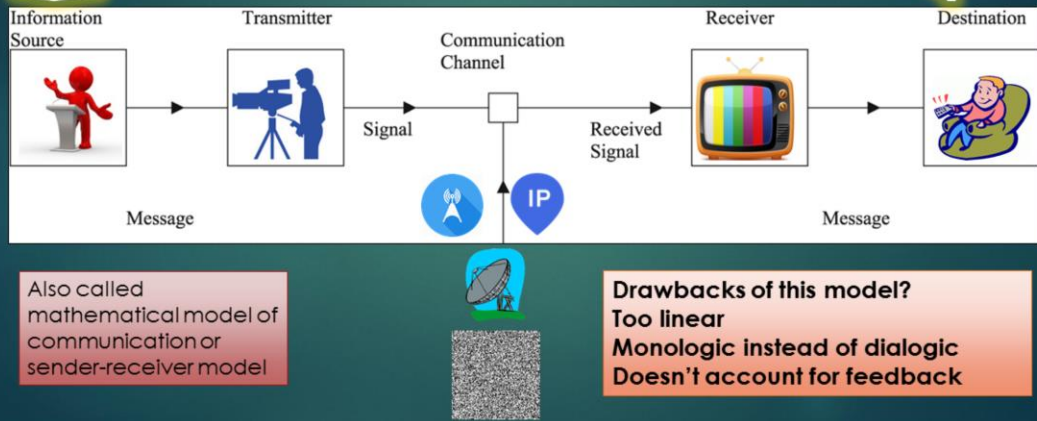 Information
Source
Transmitter
Communication
Channel
Receiver
Destination
Signal
Received
Signal
IP
Message
Message
Also called
mathematical model of
communication or
sender-receiver model
Drawbacks of this model?
Too linear
Monologic instead of dialogic
Doesn't account for feedback